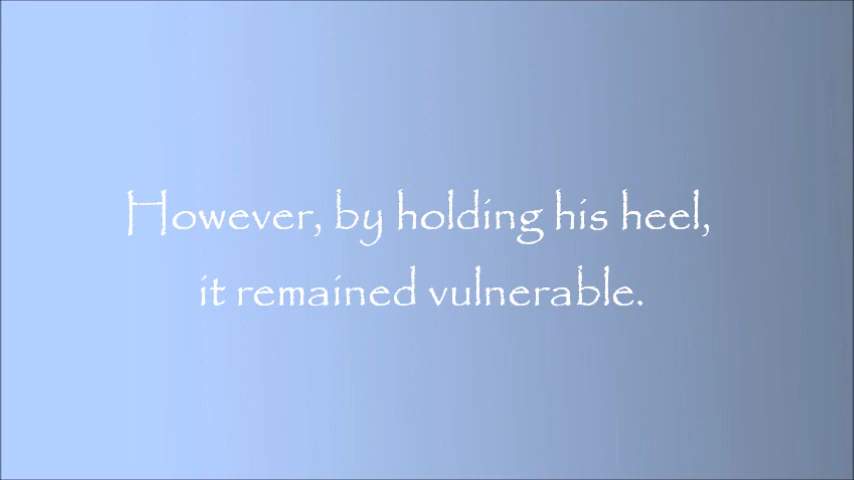 However, by holding his heel,
it remained vulnerable.